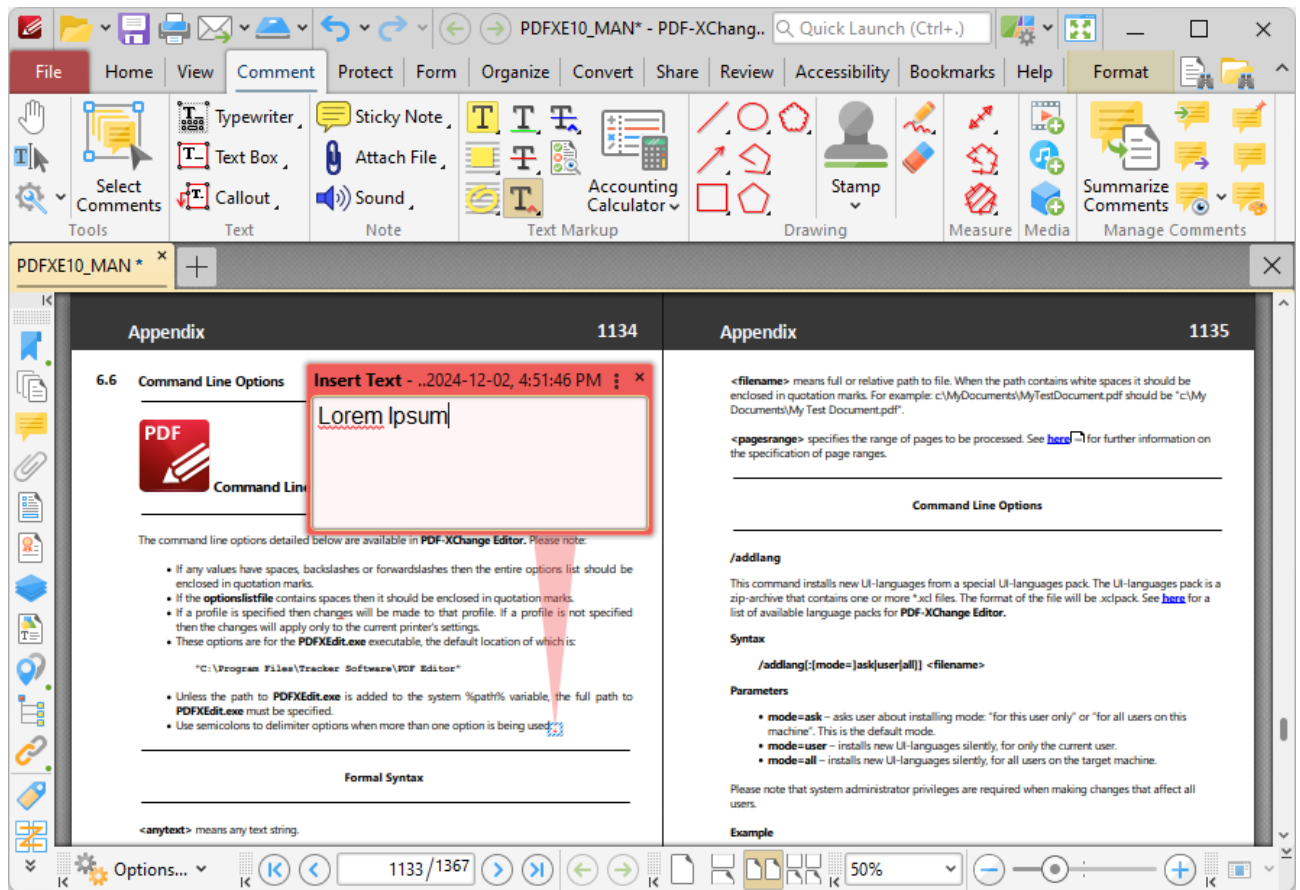 PDFXE10_MAN* - PDF-XChang..
Quick Launch (Ctrl+.)
File Home View Comment Protect Form Organize Convert Share Review Accessibility Bookmarks Help Format
Typewriter
Sticky Note
Text Box
Attach File
Callout
Sound
Select
Comments
Accounting
Calculator
Stamp
Summarize
Comments
Tools Text Note Text Markup Drawing Measure Media Manage Comments
PDFXE10_MAN *
Appendix 1134
6.6 Command Line Options
Insert Text - ..2024-12-02, 4:51:46 PM
Lorem Ipsum
PDF
Command Line
The command line options detailed below are available in PDF-XChange Editor. Please note:
• If any values have spaces, backslashes or forwardslashes then the entire options list should be
enclosed in quotation marks.
• If the optionslistfile contains spaces then it should be enclosed in quotation marks.
• If a profile is specified then changes will be made to that profile. If a profile is not specified
then the changes will apply only to the current printer's settings.
• These options are for the PDFXEdit.exe executable, the default location of which is:
"C:\Program Files\Tracker Software\PDF Editor"
• Unless the path to PDFXEdit.exe is added to the system %path% variable, the full path to
PDFXEdit.exe must be specified.
• Use semicolons to delimiter options when more than one option is being used.
Formal Syntax
<anytext> means any text string.
Appendix 1135
<filename> means full or relative path to file. When the path contains white spaces it should be
enclosed in quotation marks. For example: c:\MyDocuments\MyTestDocument.pdf should be "c:\My
Documents\My Test Document.pdf".
<pagesrange> specifies the range of pages to be processed. See here for further information on
the specification of page ranges.
Command Line Options
/addlang
This command installs new UI-languages from a special UI-languages pack. The UI-languages pack is a
zip-archive that contains one or more *.xcl files. The format of the file will be .xclpack. See here for a
list of available language packs for PDF-XChange Editor.
Syntax
/addlang[:[mode=]ask|user|all]] <filename>
Parameters
• mode=ask – asks user about installing mode: "for this user only" or "for all users on this
machine". This is the default mode.
• mode=user – installs new UI-languages silently, for only the current user.
• mode=all – installs new UI-languages silently, for all users on the target machine.
Please note that system administrator privileges are required when making changes that affect all
users.
Example
Options...
1133/1367
50%